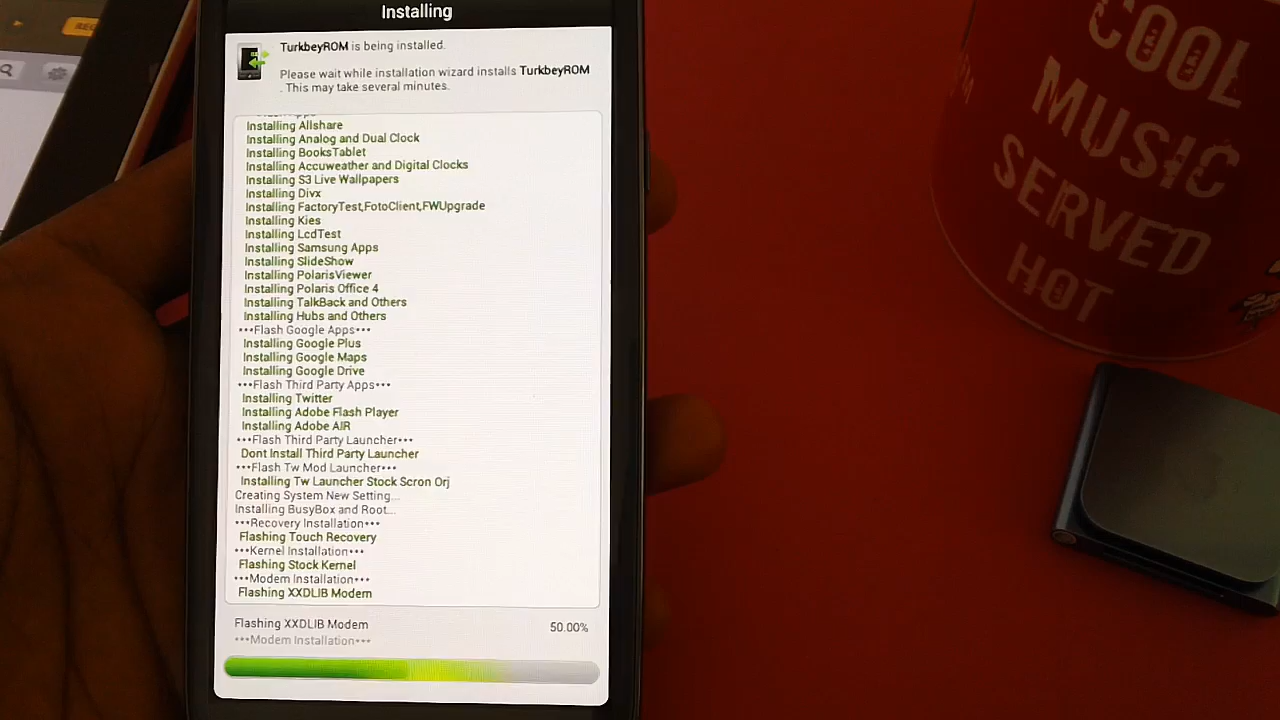 Installing
TurkbeyROM is being installed.
Please wait while installation wizard installs TurkbeyROM
. This may take several minutes.
Installing Allshare
Installing Analog and Dual Clock
Installing BooksTablet
Installing Accuweather and Digital Clocks
Installing S3 Live Wallpapers
Installing Divx
Installing FactoryTest,FotoClient,FWUpgrade
Installing Kies
Installing LcdTest
Installing Samsung Apps
Installing SlideShow
Installing PolarisViewer
Installing Polaris Office 4
Installing TalkBack and Others
Installing Hubs and Others
•••Flash Google Apps•••
Installing Google Plus
Installing Google Maps
Installing Google Drive
•••Flash Third Party Apps•••
Installing Twitter
Installing Adobe Flash Player
Installing Adobe AIR
•••Flash Third Party Launcher•••
Dont Install Third Party Launcher
•••Flash Tw Mod Launcher•••
Installing Tw Launcher Stock Scron Orj
Creating System New Setting...
Installing BusyBox and Root...
•••Recovery Installation•••
Flashing Touch Recovery
•••Kernel Installation•••
Flashing Stock Kernel
•••Modem Installation•••
Flashing XXDLIB Modem
Flashing XXDLIB Modem 50.00%
•••Modem Installation•••
COOL
MUSIC
SERVED
HOT